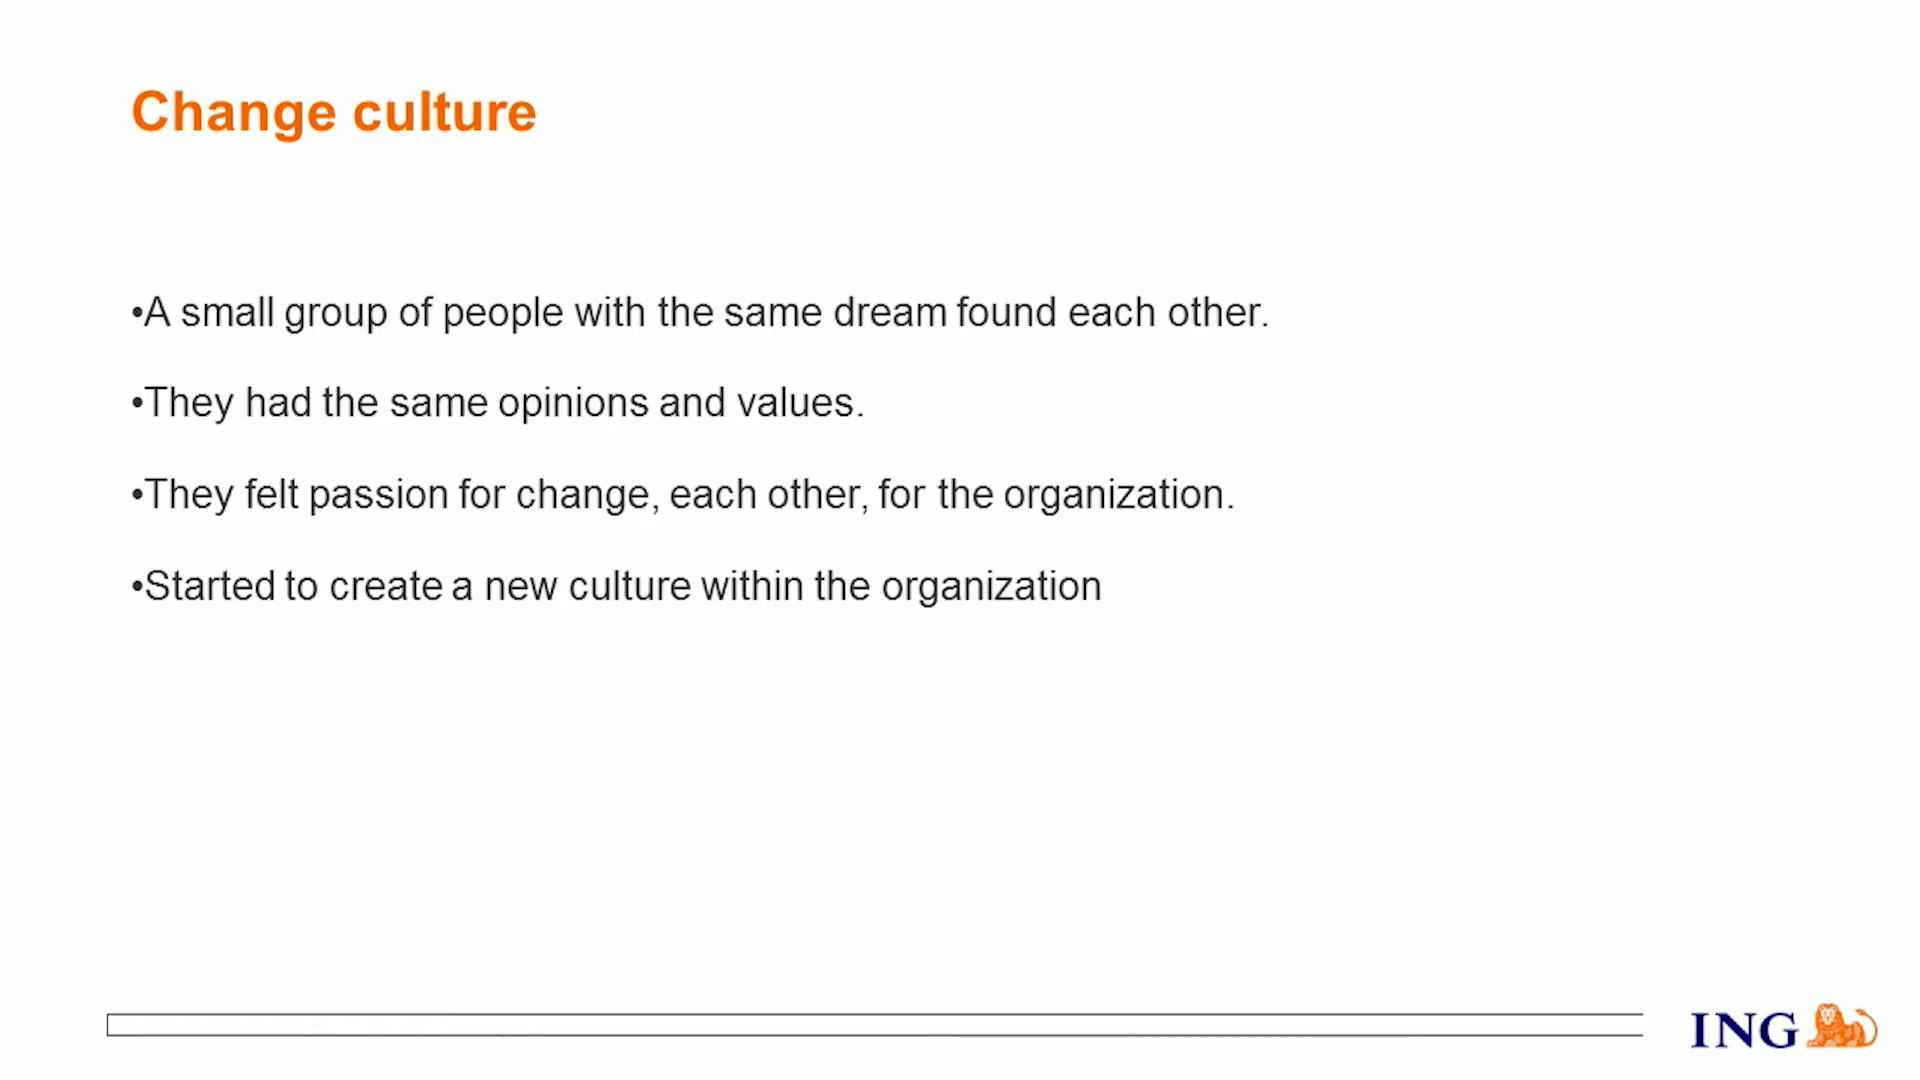 Change culture
•A small group of people with the same dream found each other.
•They had the same opinions and values.
•They felt passion for change, each other, for the organization.
•Started to create a new culture within the organization
ING